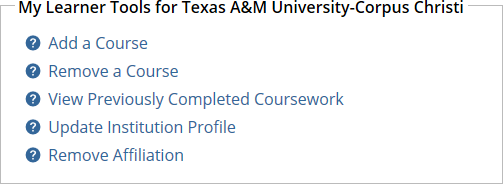 My Learner Tools for Texas A&M University-Corpus Christi
? Add a Course
? Remove a Course
? View Previously Completed Coursework
? Update Institution Profile
? Remove Affiliation